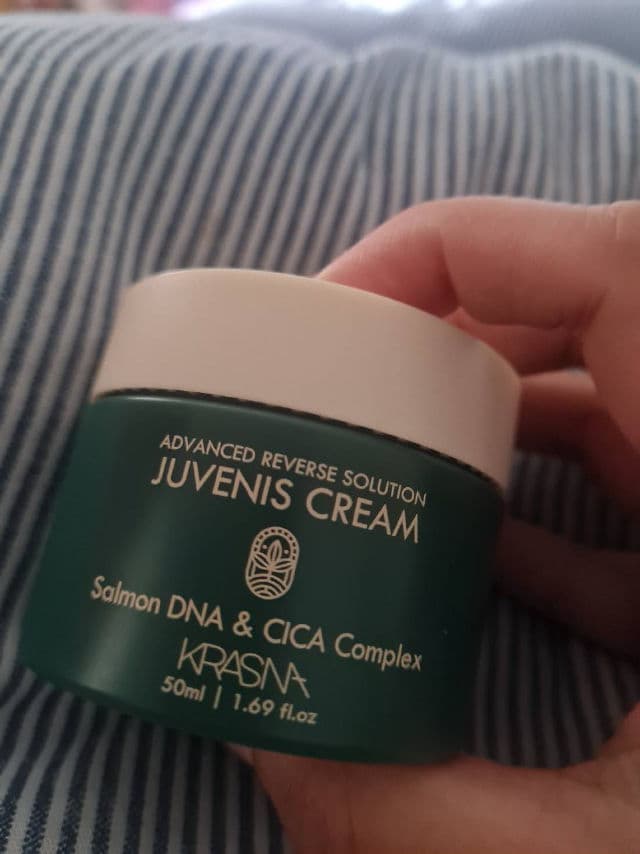 ADVANCED REVERSE SOLUTION
JUVENIS CREAM
Salmon DNA & CICA Complex
KRASNA
50ml | 1.69 fl.oz